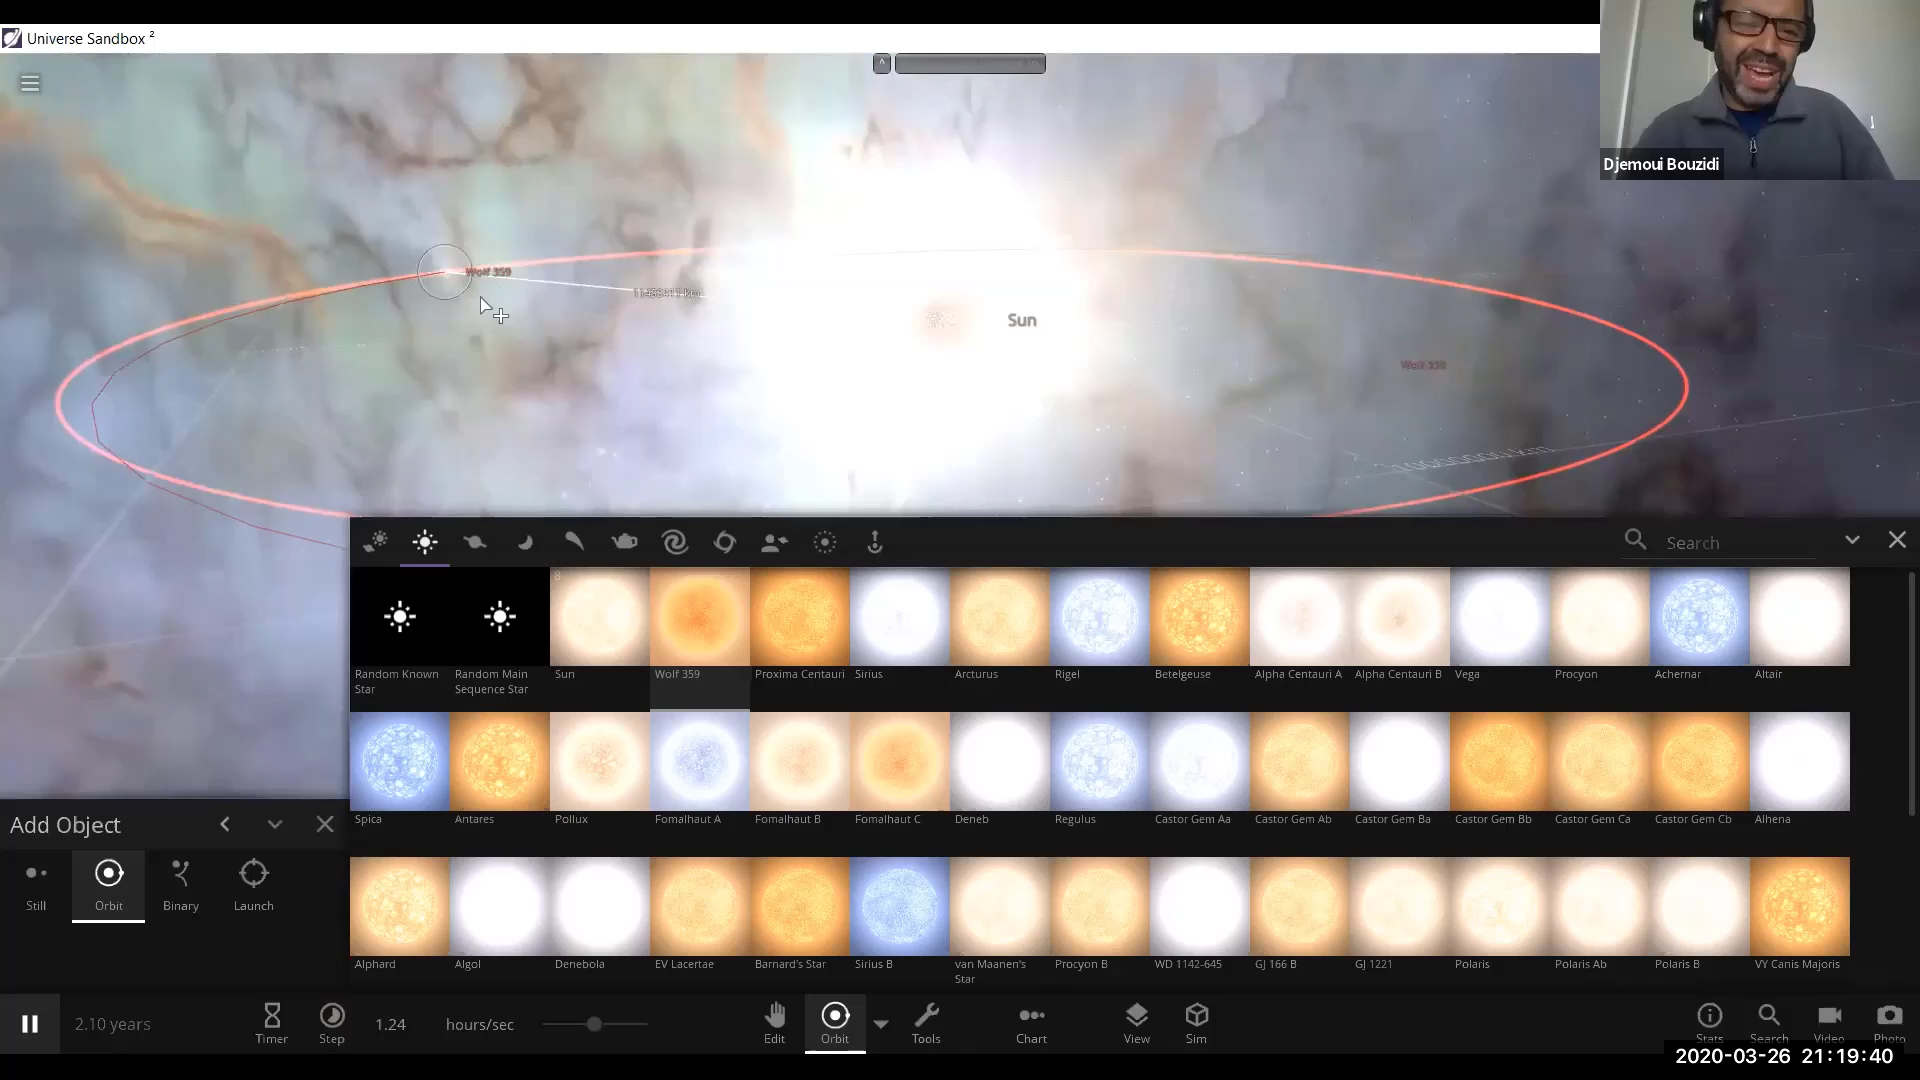 Universe Sandbox ²
Djemoui Bouzidi
Wolf 359
Sun
Wolf 359
Search
Random Known Star
Random Main Sequence Star
Sun
Wolf 359
Proxima Centauri
Sirius
Arcturus
Rigel
Betelgeuse
Alpha Centauri A
Alpha Centauri B
Vega
Procyon
Achernar
Altair
Spica
Antares
Pollux
Fomalhaut A
Fomalhaut B
Fomalhaut C
Deneb
Regulus
Castor Gem Aa
Castor Gem Ab
Castor Gem Ba
Castor Gem Bb
Castor Gem Ca
Castor Gem Cb
Alhena
Add Object
Still
Orbit
Binary
Launch
Alphard
Algol
Denebola
EV Lacertae
Barnard's Star
Sirius B
van Maanen's Star
Procyon B
WD 1142-645
GJ 166 B
GJ 1221
Polaris
Polaris Ab
Polaris B
VY Canis Majoris
2.10 years
Timer
Step
1.24
hours/sec
Edit
Orbit
Tools
Chart
View
Sim
Stats
Search
Video
Photo
2020-03-26 21:19:40